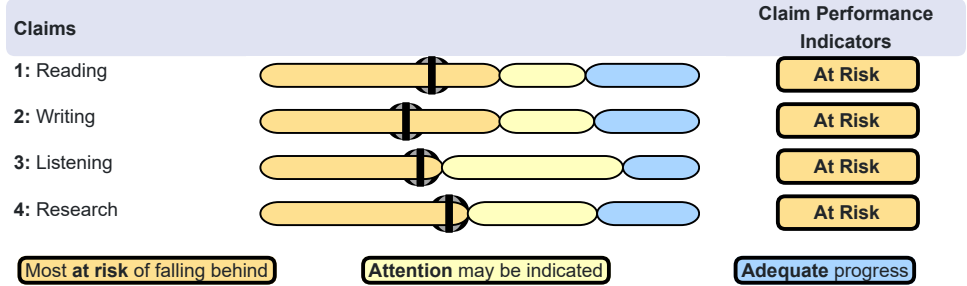 Claims
Claim Performance
Indicators
1: Reading
At Risk
2: Writing
At Risk
3: Listening
At Risk
4: Research
At Risk
Most at risk of falling behind
Attention may be indicated
Adequate progress